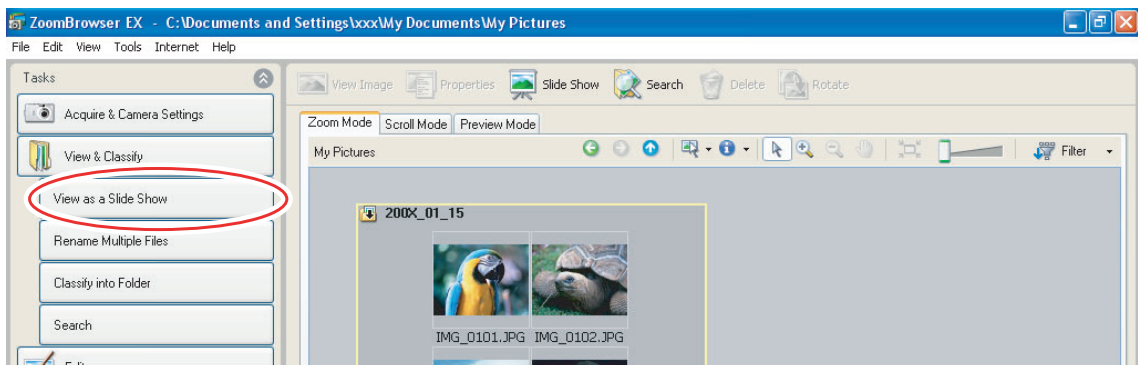 ZoomBrowser EX - C:\Documents and Settings\xxx\My Documents\My Pictures
File Edit View Tools Internet Help
Tasks
Acquire & Camera Settings
View & Classify
View as a Slide Show
Rename Multiple Files
Classify into Folder
Search
View Image Properties Slide Show Search Delete Rotate
Zoom Mode Scroll Mode Preview Mode
My Pictures Filter
200X_01_15
IMG_0101.JPG IMG_0102.JPG